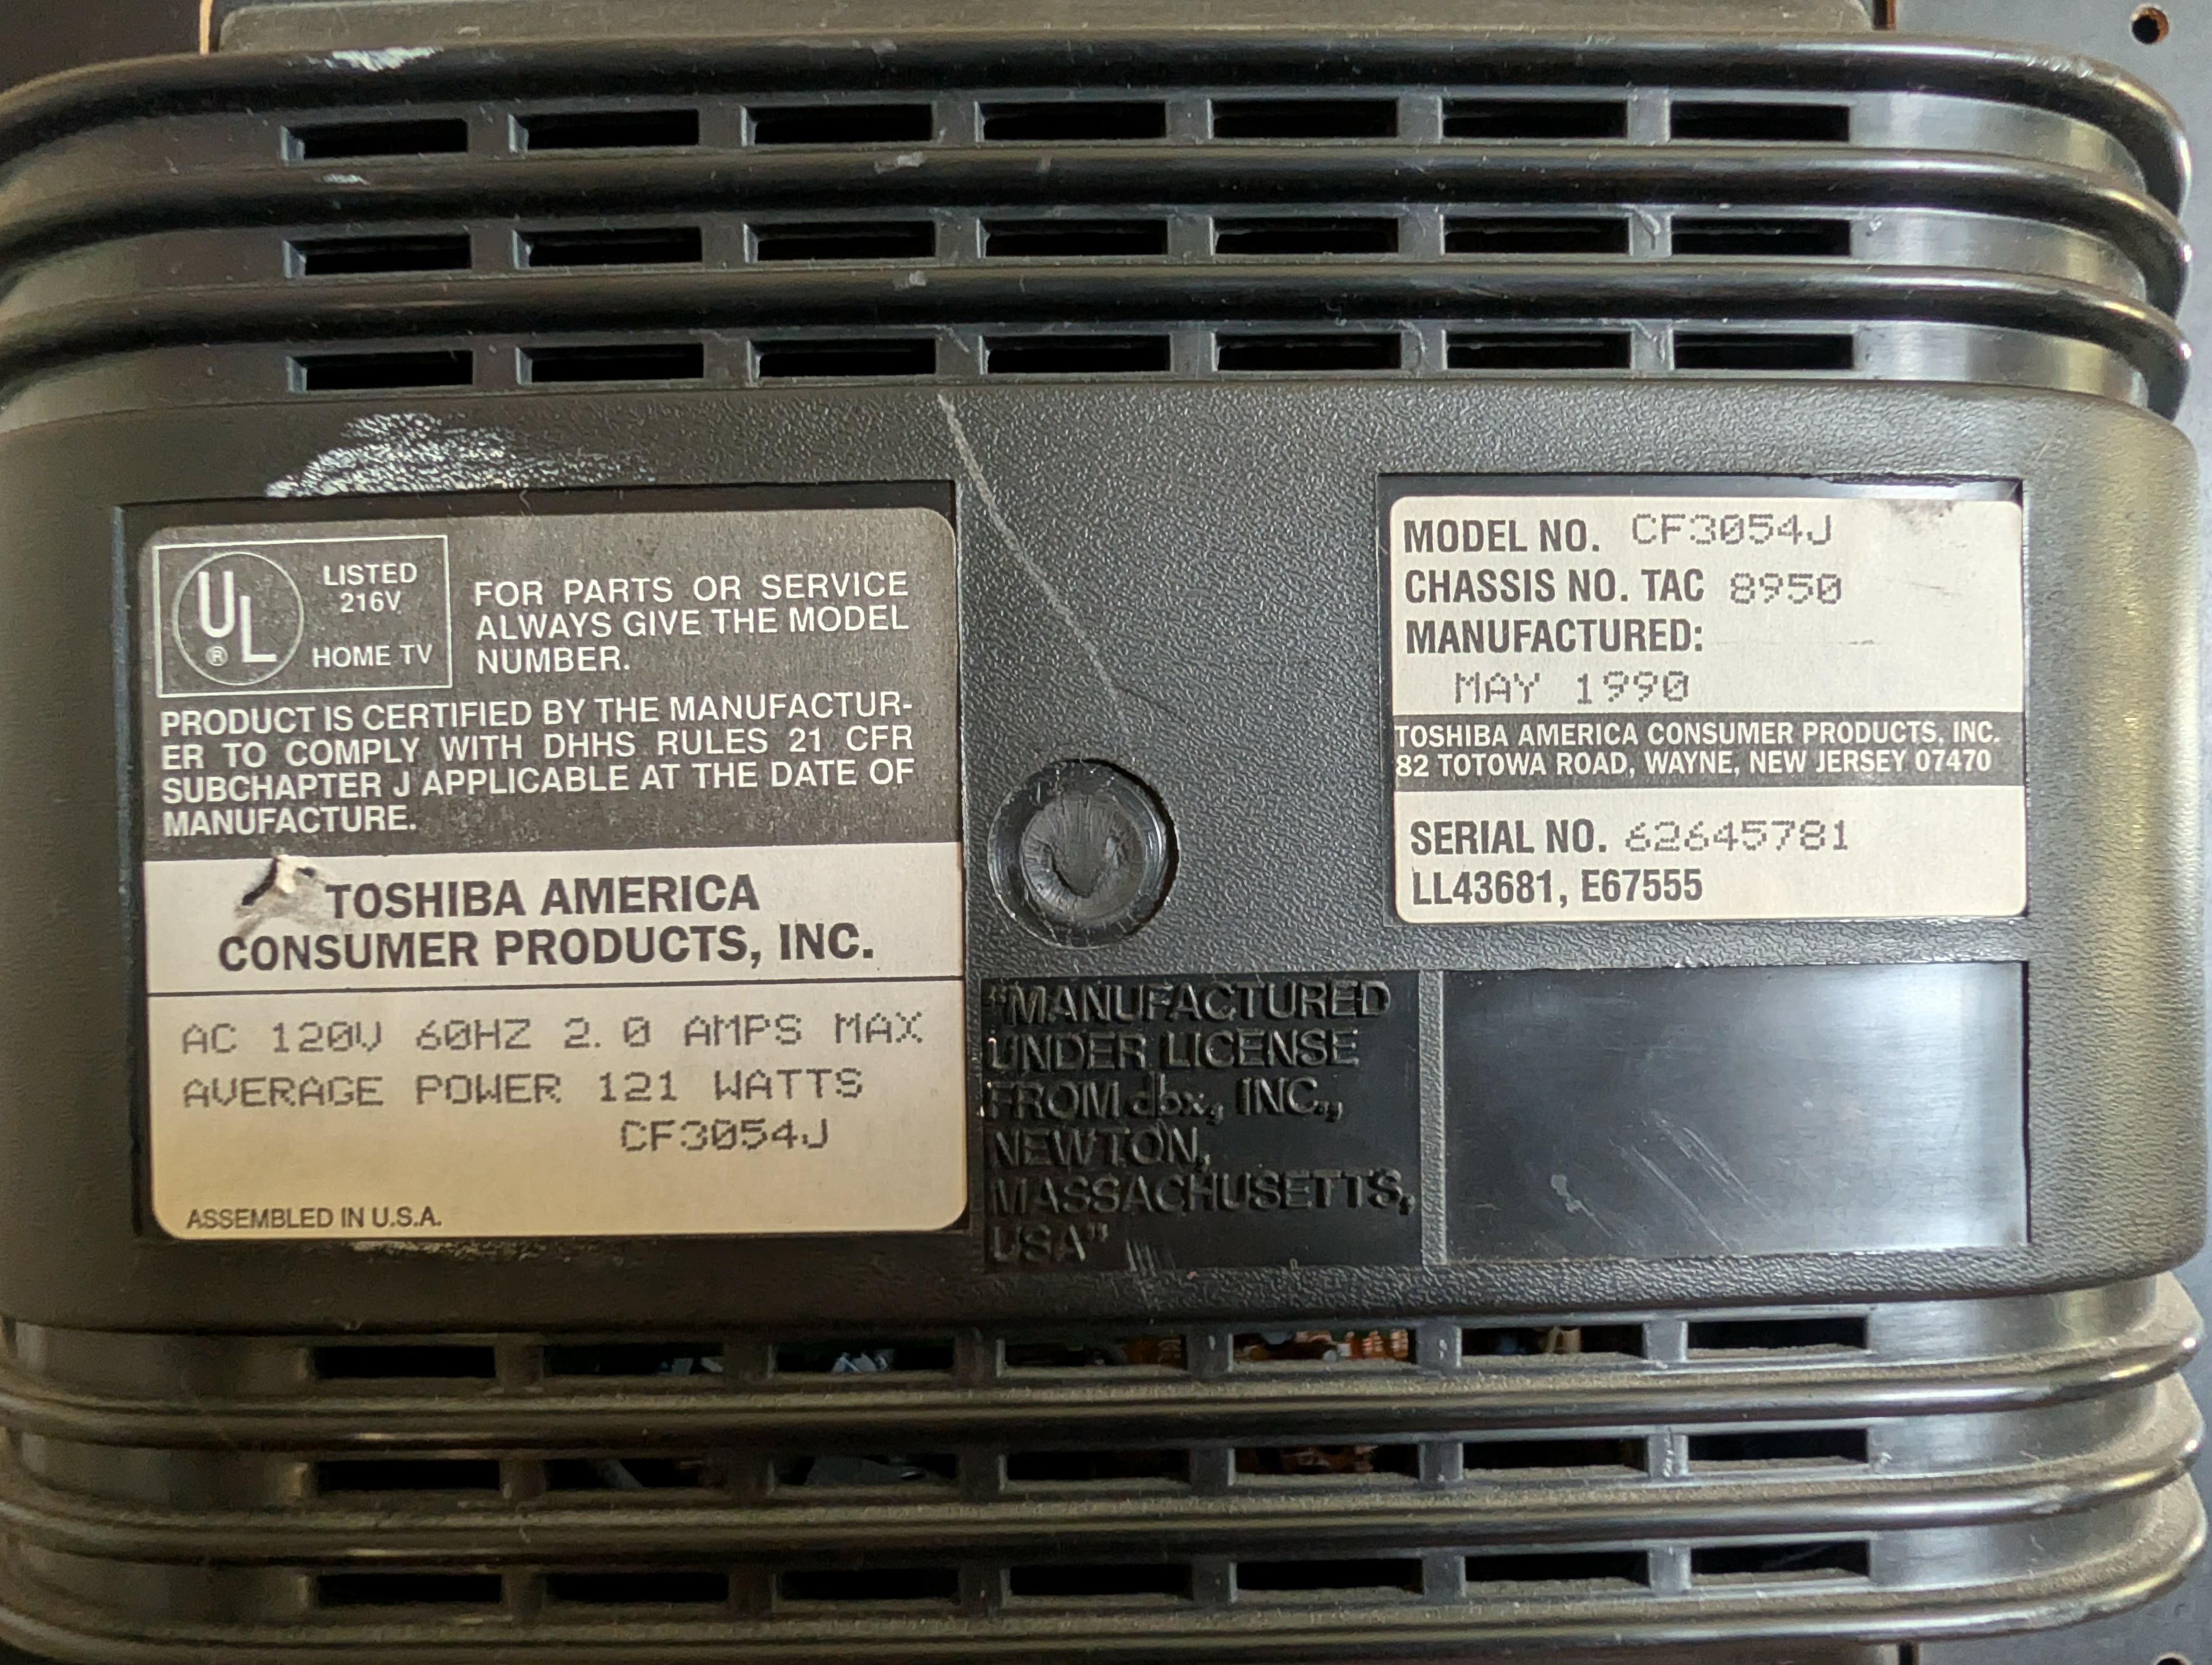 UL
®
LISTED
216V
HOME TV
FOR PARTS OR SERVICE
ALWAYS GIVE THE MODEL
NUMBER.
PRODUCT IS CERTIFIED BY THE MANUFACTUR-
ER TO COMPLY WITH DHHS RULES 21 CFR
SUBCHAPTER J APPLICABLE AT THE DATE OF
MANUFACTURE.
TOSHIBA AMERICA
CONSUMER PRODUCTS, INC.
AC 120V 60HZ 2.0 AMPS MAX
AVERAGE POWER 121 WATTS
CF3054J
ASSEMBLED IN U.S.A.
"MANUFACTURED
UNDER LICENSE
FROM dbx, INC.,
NEWTON,
MASSACHUSETTS,
USA"
MODEL NO. CF3054J
CHASSIS NO. TAC 8950
MANUFACTURED:
MAY 1990
TOSHIBA AMERICA CONSUMER PRODUCTS, INC.
82 TOTOWA ROAD, WAYNE, NEW JERSEY 07470
SERIAL NO. 62645781
LL43681, E67555